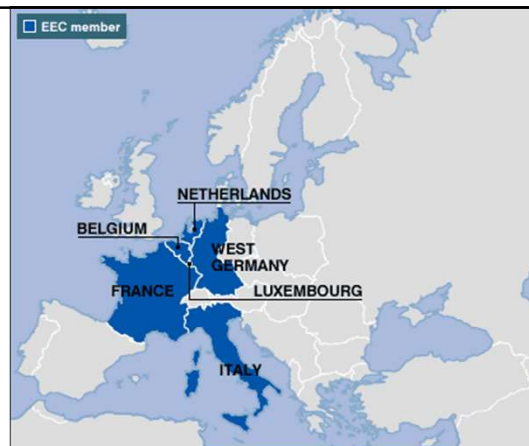 EEC member
NETHERLANDS
BELGIUM
WEST
GERMANY
FRANCE
LUXEMBOURG
ITALY